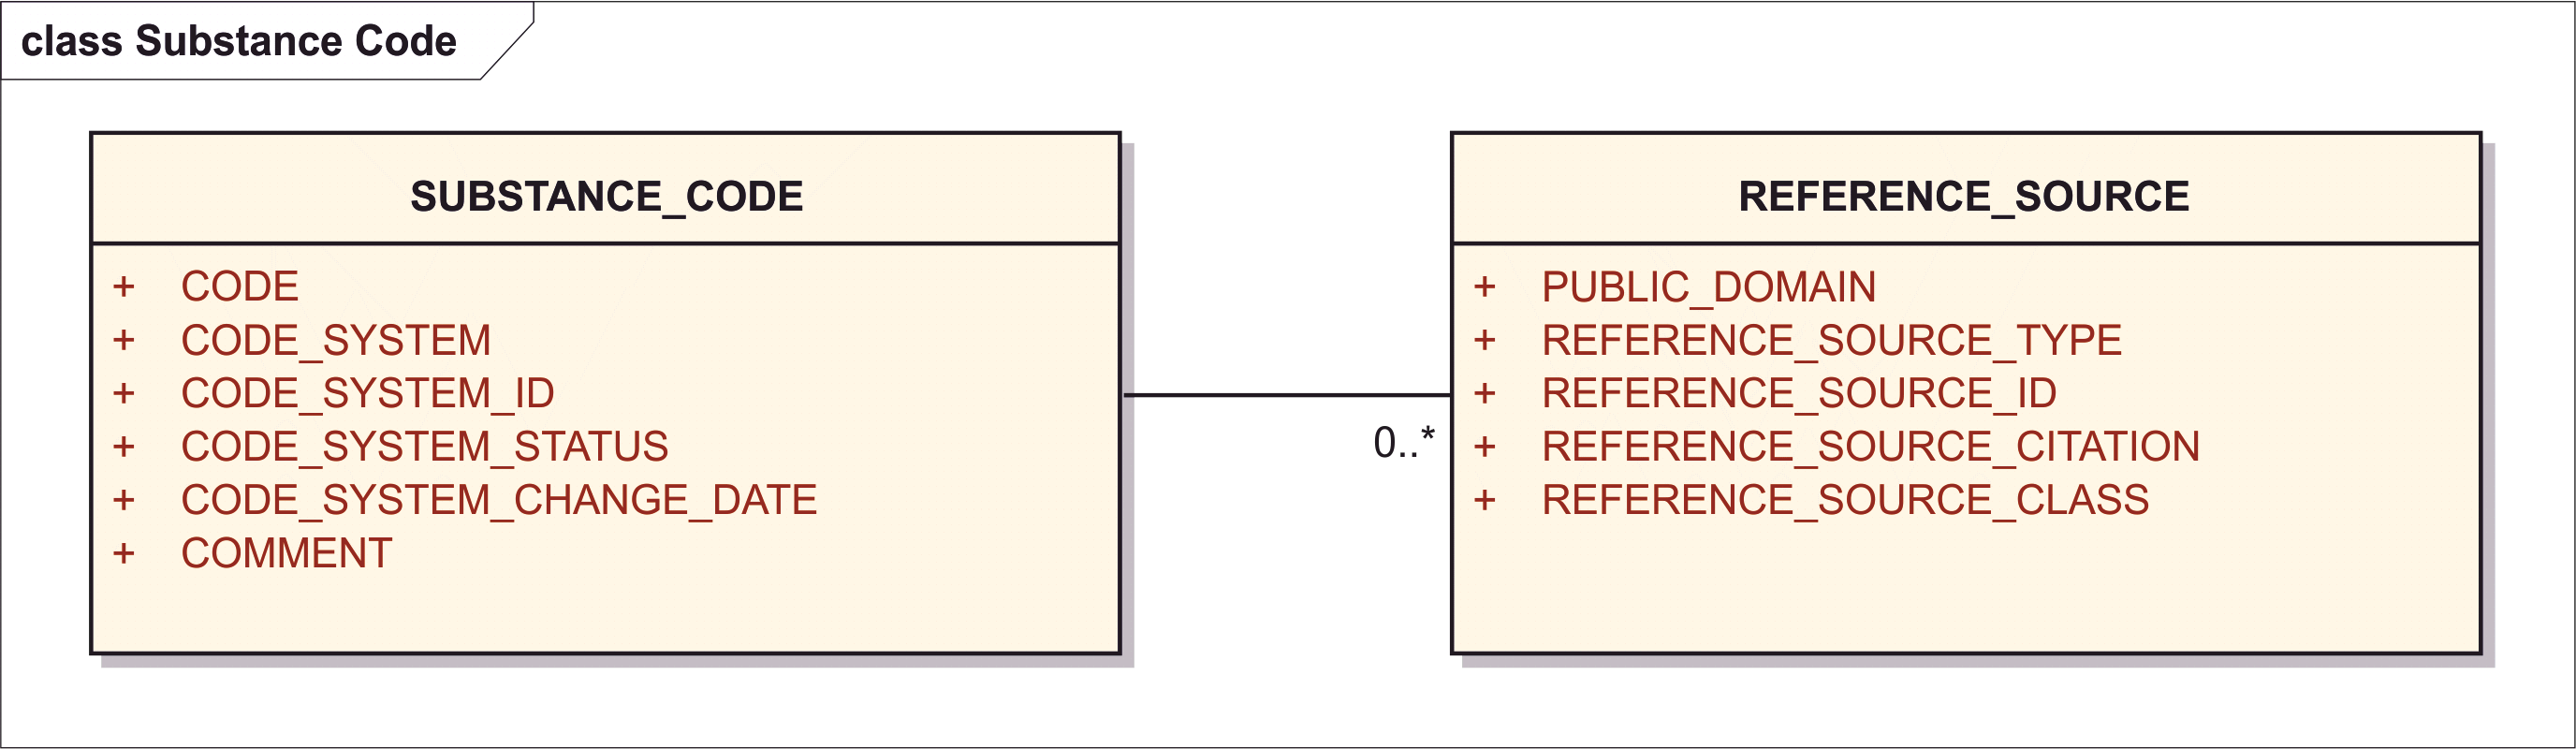 class Substance Code
SUBSTANCE_CODE
+ CODE
+ CODE_SYSTEM
+ CODE_SYSTEM_ID
+ CODE_SYSTEM_STATUS
+ CODE_SYSTEM_CHANGE_DATE
+ COMMENT
0..*
REFERENCE_SOURCE
+ PUBLIC_DOMAIN
+ REFERENCE_SOURCE_TYPE
+ REFERENCE_SOURCE_ID
+ REFERENCE_SOURCE_CITATION
+ REFERENCE_SOURCE_CLASS